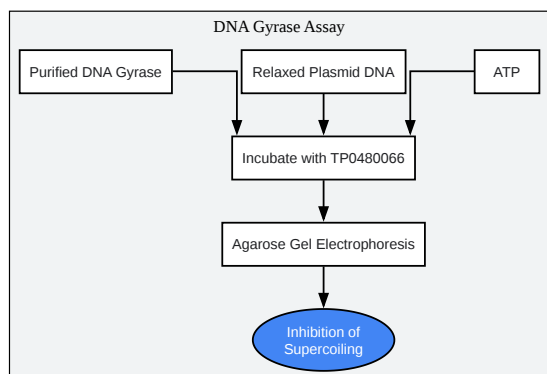 DNA Gyrase Assay
Purified DNA Gyrase
Relaxed Plasmid DNA
ATP
Incubate with TP0480066
Agarose Gel Electrophoresis
Inhibition of
Supercoiling